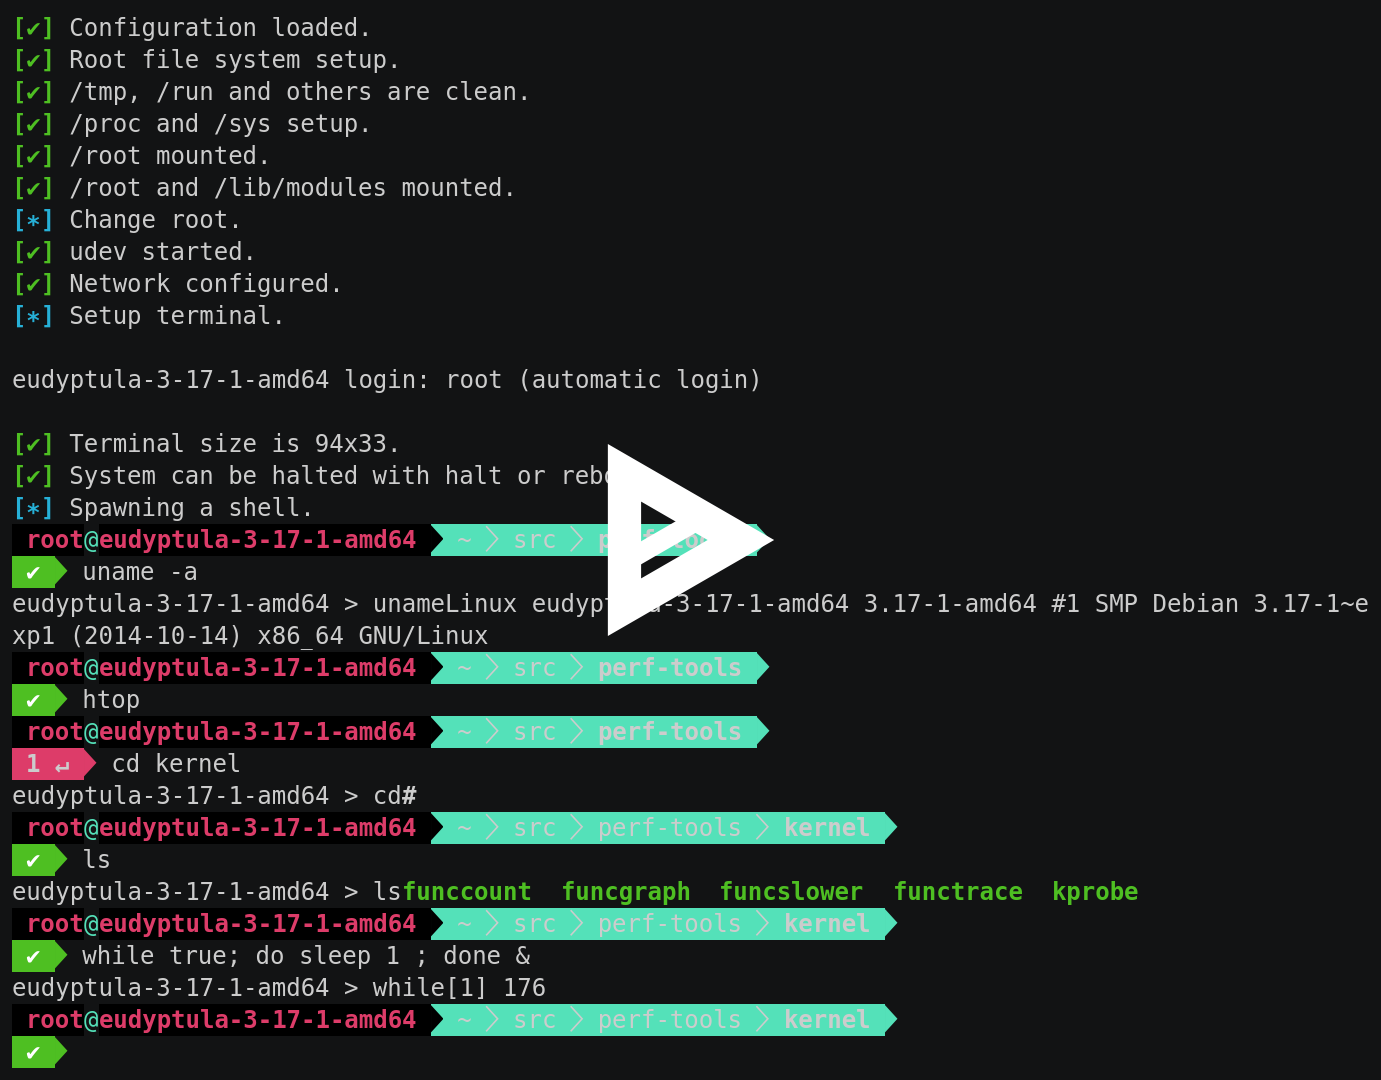 [✔] Configuration loaded.
[✔] Root file system setup.
[✔] /tmp, /run and others are clean.
[✔] /proc and /sys setup.
[✔] /root mounted.
[✔] /root and /lib/modules mounted.
[*] Change root.
[✔] udev started.
[✔] Network configured.
[*] Setup terminal.
eudyptula-3-17-1-amd64 login: root (automatic login)
[✔] Terminal size is 94x33.
[✔] System can be halted with halt or
[*] Spawning a shell.
root@eudyptula-3-17-1-amd64 ~ src
✔ uname -a
eudyptula-3-17-1-amd64 > unameLinux eudyptula-3-17-1-amd64 3.17-1-amd64 #1 SMP Debian 3.17-1~e
xp1 (2014-10-14) x86_64 GNU/Linux
root@eudyptula-3-17-1-amd64 ~ src perf-tools
✔ htop
root@eudyptula-3-17-1-amd64 ~ src perf-tools
1 ↵ cd kernel
eudyptula-3-17-1-amd64 > cd#
root@eudyptula-3-17-1-amd64 ~ src perf-tools kernel
✔ ls
eudyptula-3-17-1-amd64 > lsfunccount funcgraph funcslower functrace kprobe
root@eudyptula-3-17-1-amd64 ~ src perf-tools kernel
✔ while true; do sleep 1 ; done &
eudyptula-3-17-1-amd64 > while[1] 176
root@eudyptula-3-17-1-amd64 ~ src perf-tools kernel
✔